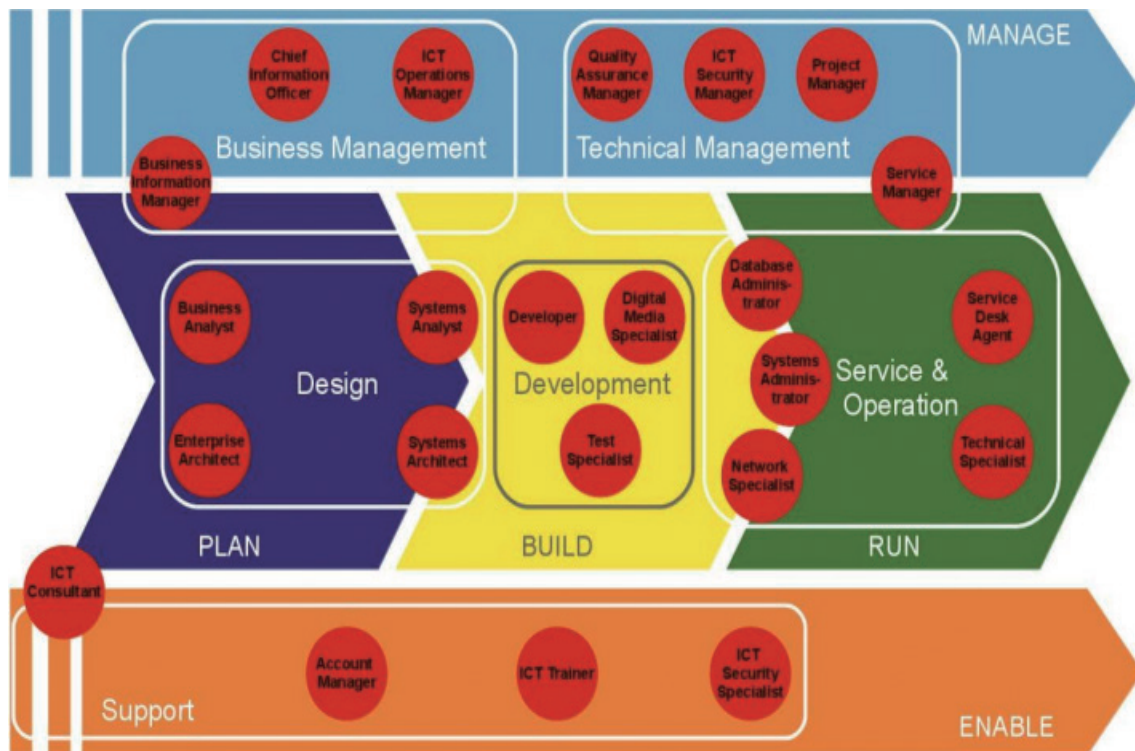 MANAGE
Chief
Information
Officer
ICT
Operations
Manager
Quality
Assurance
Manager
ICT
Security
Manager
Project
Manager
Business Management
Technical Management
Business
Information
Manager
Service
Manager
Business
Analyst
Systems
Analyst
Developer
Digital
Media
Specialist
Database
Adminis-
trator
Service
Desk
Agent
Design
Development
Systems
Adminis-
trator
Service &
Operation
Enterprise
Architect
Systems
Architect
Test
Specialist
Network
Specialist
Technical
Specialist
PLAN
BUILD
RUN
ICT
Consultant
Account
Manager
ICT Trainer
ICT
Security
Specialist
Support
ENABLE